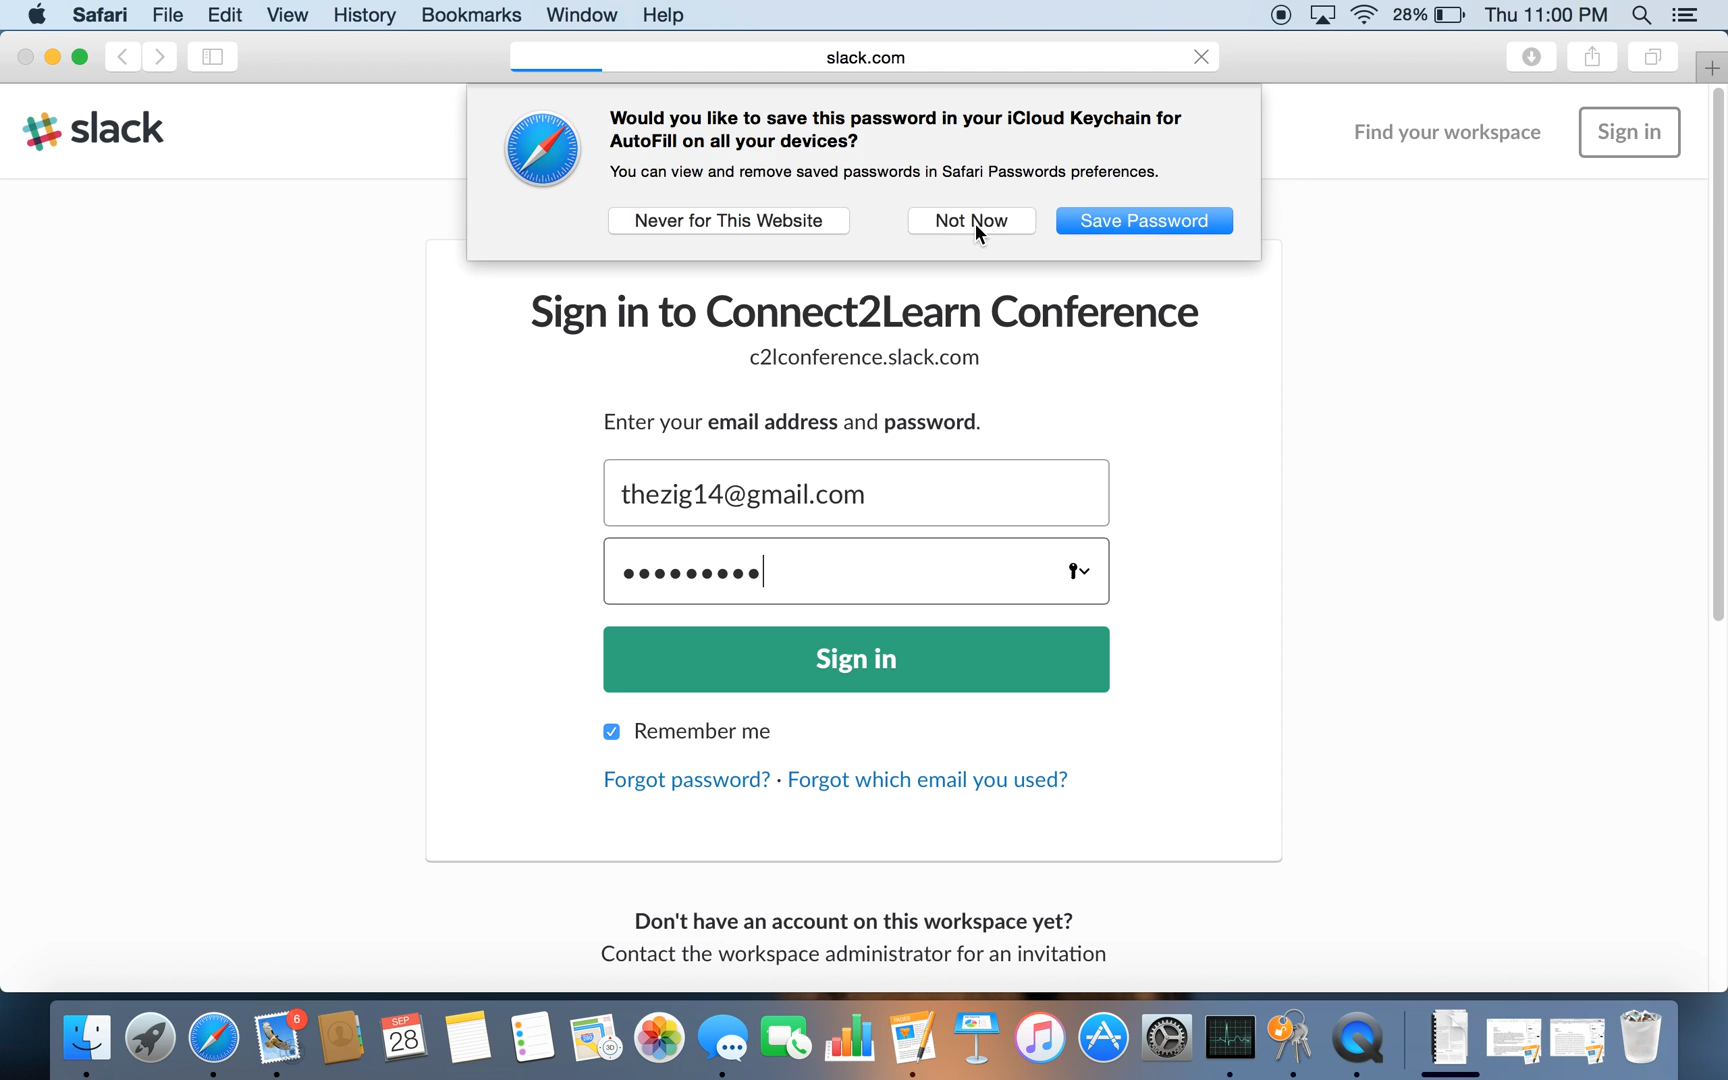 Safari File Edit View History Bookmarks Window Help 28% Thu 11:00 PM
slack.com
slack
Find your workspace
Sign in
Would you like to save this password in your iCloud Keychain for
AutoFill on all your devices?
You can view and remove saved passwords in Safari Passwords preferences.
Never for This Website
Not Now
Save Password
Sign in to Connect2Learn Conference
c2lconference.slack.com
Enter your email address and password.
thezig14@gmail.com
•••••••••
Sign in
Remember me
Forgot password? · Forgot which email you used?
Don't have an account on this workspace yet?
Contact the workspace administrator for an invitation
6
SEP
28
3D